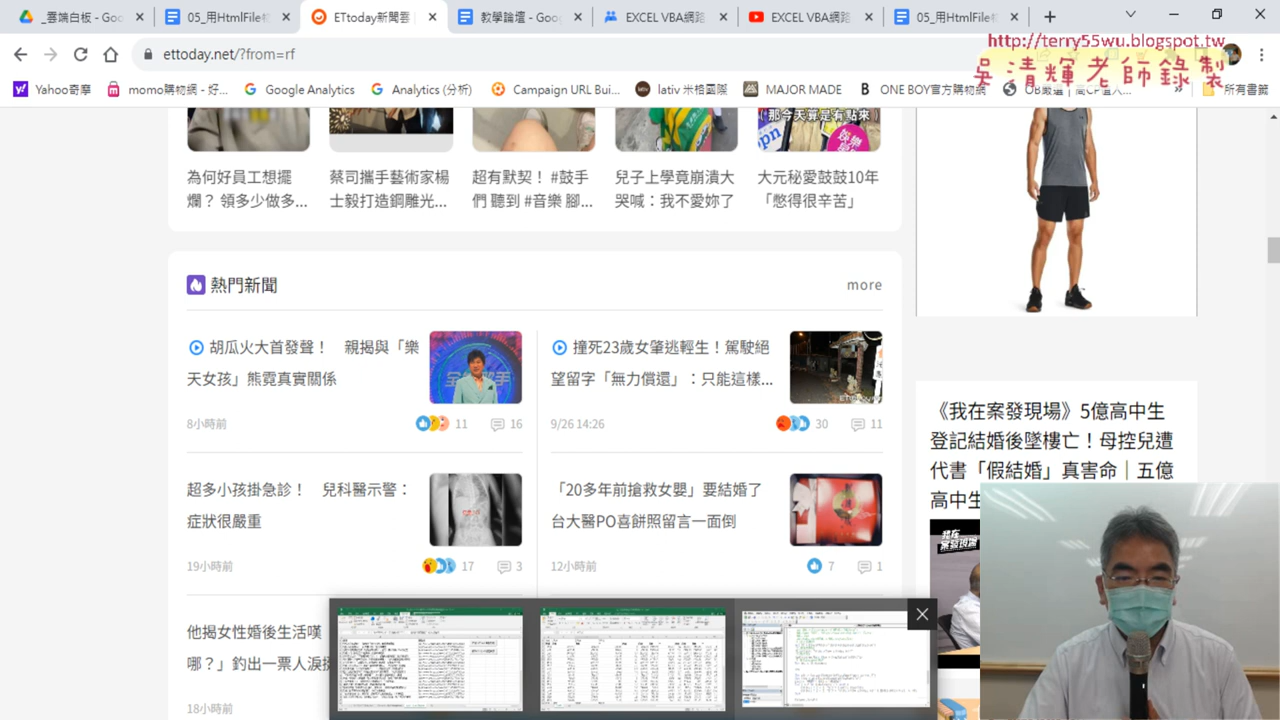 _雲端白板 - Goo
05_用HtmlFile物
ETtoday新聞雲
教學論壇 - Goo
EXCEL VBA網路
EXCEL VBA網路
05_用HtmlFile物
ettoday.net/?from=rf
http://terry55wu.blogspot.tw
吳清輝老師錄製
Yahoo奇摩
momo購物網 - 好...
Google Analytics
Analytics (分析)
Campaign URL Bui...
lativ 米格國際
MAJOR MADE
ONE BOY官方購物網
所有書籤
那今天算是有點來
為何好員工想擺
爛？ 領多少做多...
蔡司攜手藝術家楊
士毅打造鋼雕光...
超有默契！ #鼓手
們 聽到 #音樂 腳...
兒子上學竟崩潰大
哭喊：我不愛妳了
大元秘愛鼓鼓10年
「憋得很辛苦」
熱門新聞
more
胡瓜火大首發聲！ 親揭與「樂
天女孩」熊霓真實關係
8小時前
11
16
撞死23歲女肇逃輕生！駕駛絕
望留字「無力償還」：只能這樣...
9/26 14:26
30
11
超多小孩掛急診！ 兒科醫示警：
症狀很嚴重
19小時前
17
3
「20多年前搶救女嬰」要結婚了
台大醫PO喜餅照留言一面倒
12小時前
7
1
他揭女性婚後生活嘆
哪？」釣出一票人淚
18小時前
《我在案發現場》5億高中生
登記結婚後墜樓亡！母控兒遭
代書「假結婚」真害命｜五億
高中生
我在
案發現場